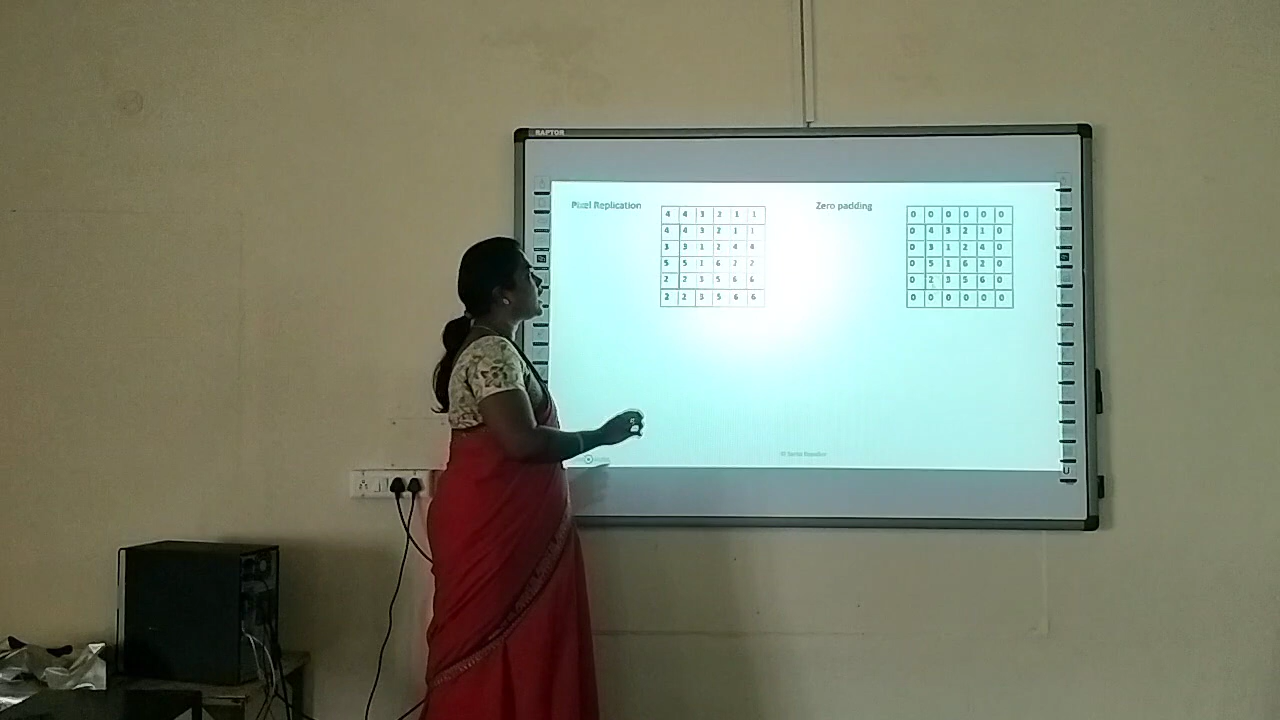 RAPTOR
Pixel Replication
4 4 3 2 1 1
4 4 3 2 1 1
3 3 1 2 4 4
5 5 1 6 2 2
2 2 3 5 6 6
2 2 3 5 6 6
Zero padding
0 0 0 0 0 0
0 4 3 2 1 0
0 3 1 2 4 0
0 5 1 6 2 0
0 2 3 5 6 0
0 0 0 0 0 0